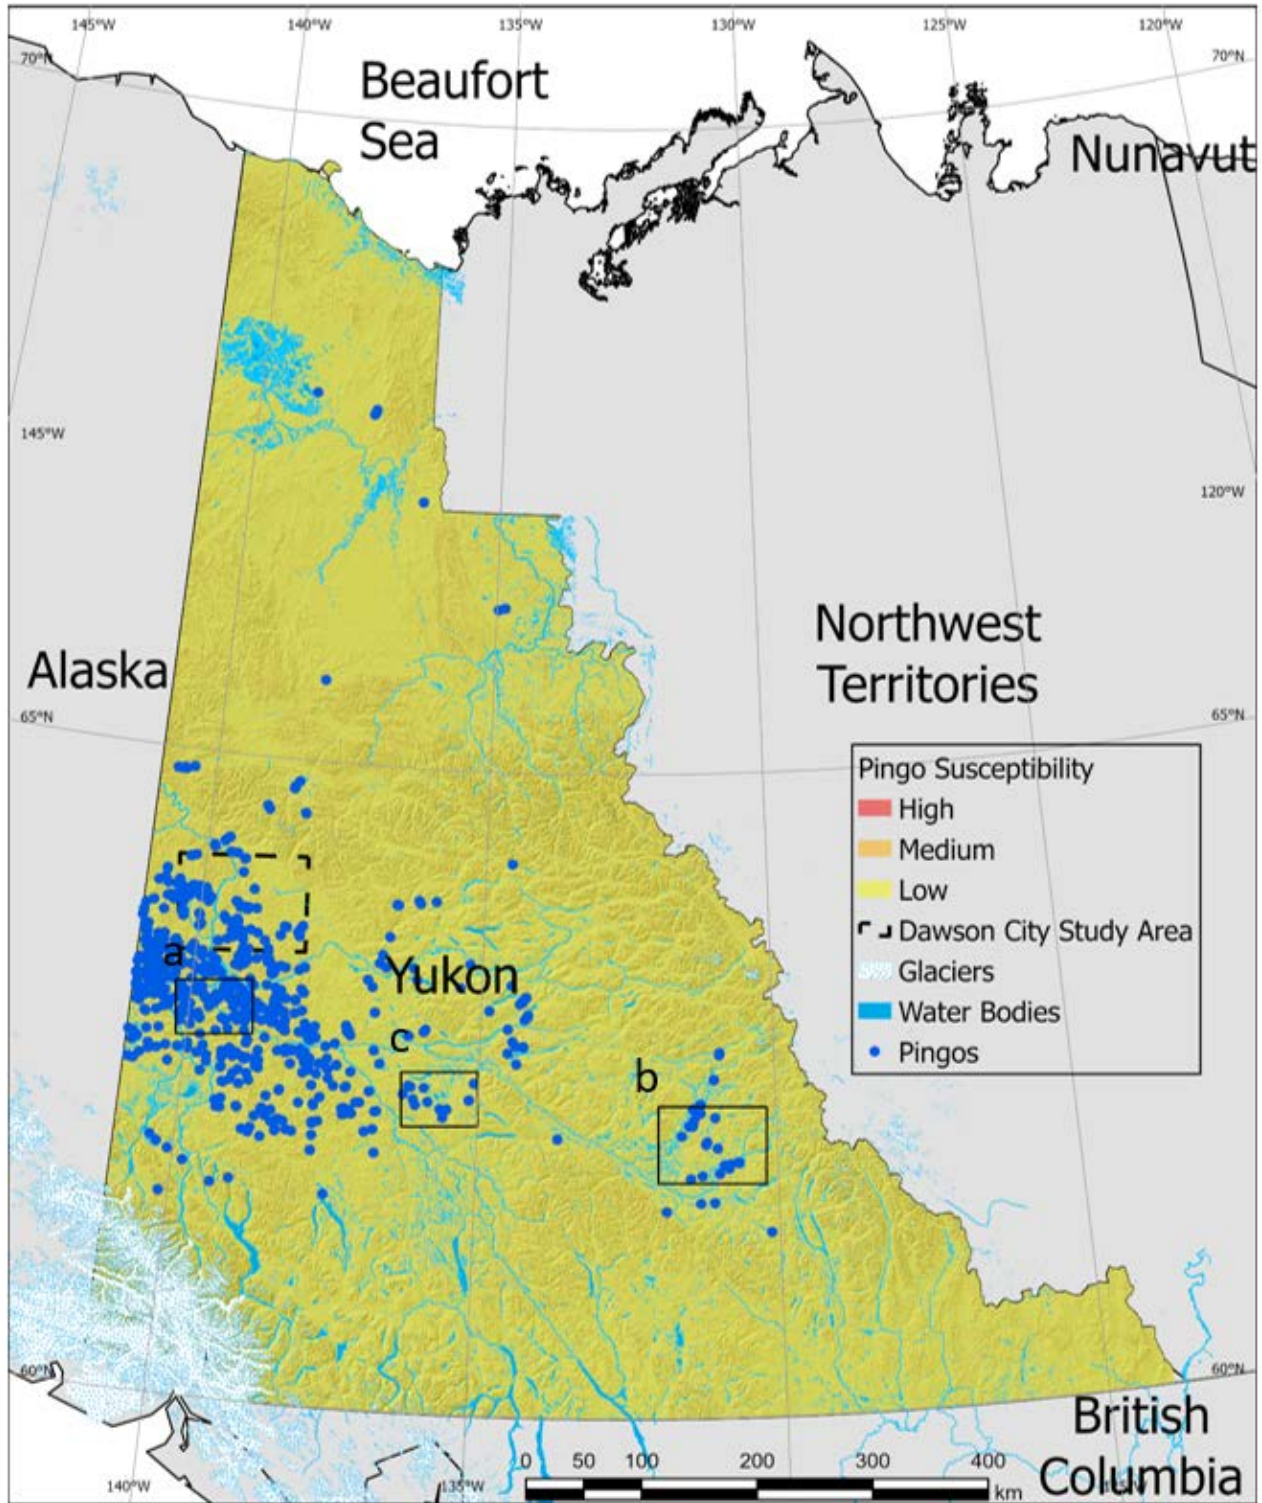 145°W 140°W 135°W 130°W 125°W 120°W
70°N 70°N
Beaufort
Sea
Nunavut
145°W
120°W
Northwest
Territories
Alaska
65°N 65°N
Pingo Susceptibility
High
Medium
Low
Dawson City Study Area
Glaciers
Water Bodies
Pingos
a
Yukon
c
b
60°N 60°N
British
Columbia
0 50 100 200 300 400
km
140°W 135°W